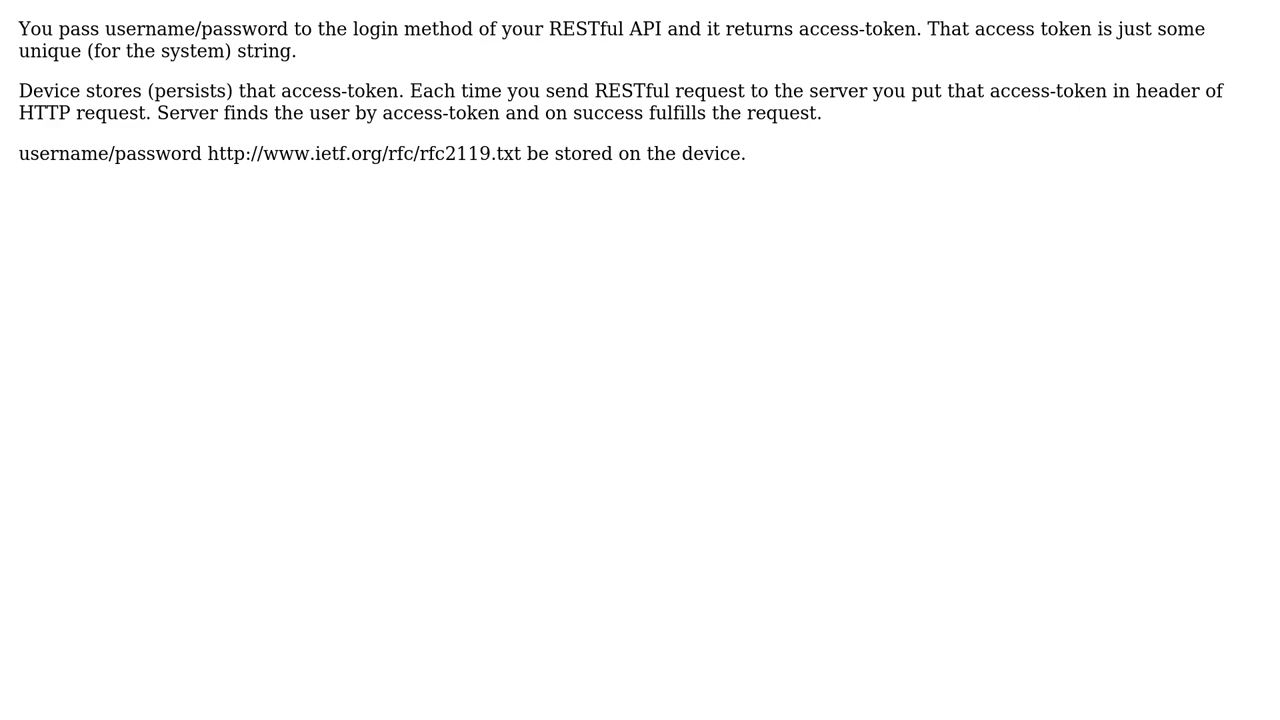 You pass username/password to the login method of your RESTful API and it returns access-token. That access token is just some
unique (for the system) string.
Device stores (persists) that access-token. Each time you send RESTful request to the server you put that access-token in header of
HTTP request. Server finds the user by access-token and on success fulfills the request.
username/password http://www.ietf.org/rfc/rfc2119.txt be stored on the device.